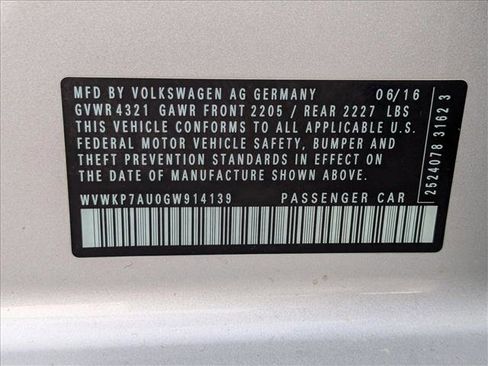 MFD BY VOLKSWAGEN AG GERMANY 06/16
GVWR 4321 GAWR FRONT 2205 / REAR 2227 LBS
THIS VEHICLE CONFORMS TO ALL APPLICABLE U.S.
FEDERAL MOTOR VEHICLE SAFETY, BUMPER AND
THEFT PREVENTION STANDARDS IN EFFECT ON
THE DATE OF MANUFACTURE SHOWN ABOVE.
WVWKP7AU0GW914139 PASSENGER CAR
2524078 3162 3